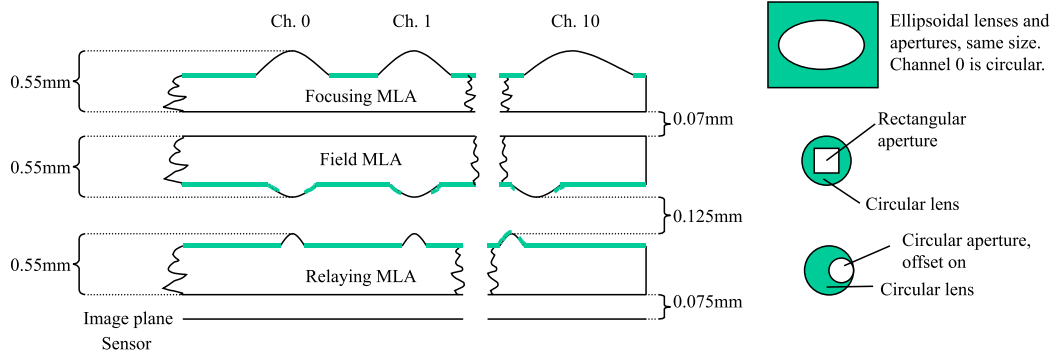 Ch. 0
Ch. 1
Ch. 10
0.55mm
Focusing MLA
0.07mm
Field MLA
0.125mm
0.55mm
Relaying MLA
0.075mm
Image plane
Sensor
Ellipsoidal lenses and
apertures, same size.
Channel 0 is circular.
Rectangular
aperture
Circular lens
Circular aperture,
offset on
Circular lens